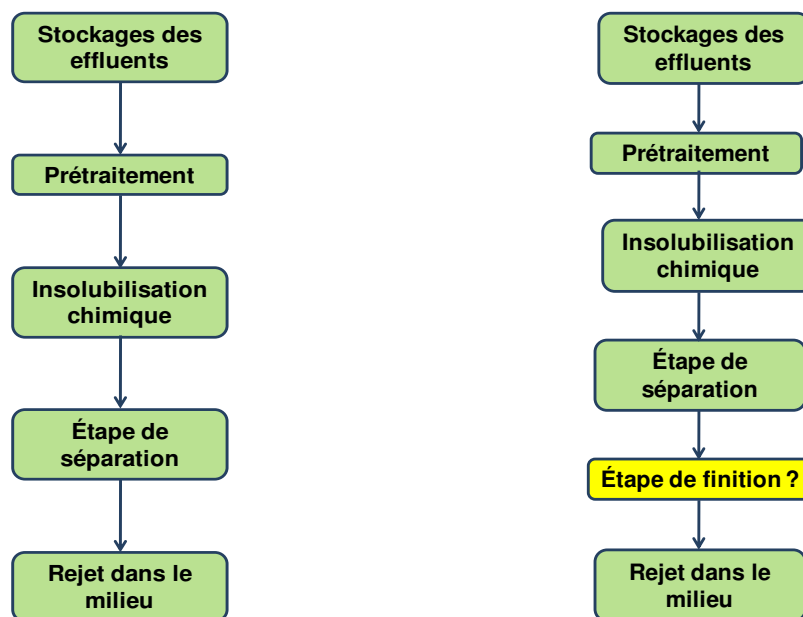 Stockages des
effluents
Prétraitement
Insolubilisation
chimique
Étape de
séparation
Rejet dans le
milieu
Stockages des
effluents
Prétraitement
Insolubilisation
chimique
Étape de
séparation
Étape de finition ?
Rejet dans le
milieu